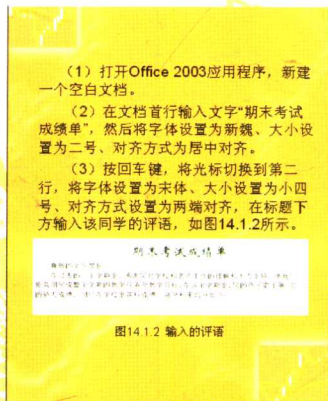 （1）打开Office 2003应用程序，新建
一个空白文档。
（2）在文档首行输入文字“期末考试
成绩单”，然后将字体设置为新魏、大小设
置为二号、对齐方式为居中对齐。
（3）按回车键，将光标切换到第二
行，将字体设置为宋体、大小设置为小四
号、对齐方式设置为两端对齐，在标题下
方输入该同学的评语，如图14.1.2所示。
期末考试成绩单
图14.1.2 输入的评语